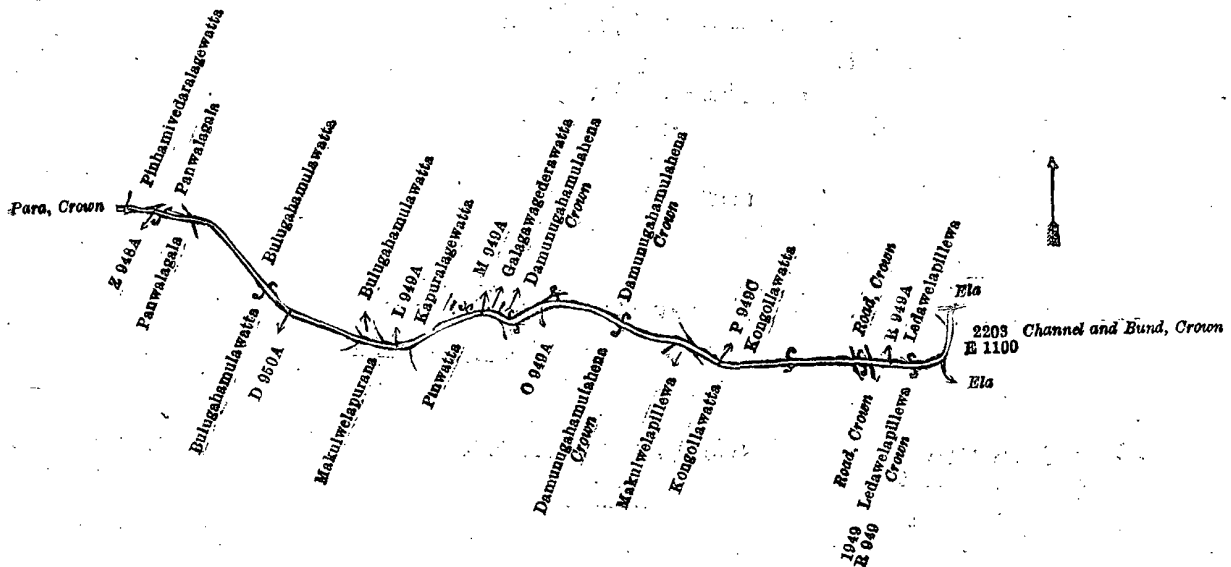 Para, Crown
Pinhamivedaralagewatta
Panwalagala
Z 948A
Panwalagala
Bulugahamulawatta
Bulugahamulawatta
D 950A
Bulugahamulawatta
L 949A
Makulwelapurana
Kapuralagewatta
Pinwatta
M 949A
Galagawagederawatta
Damunugahamulahena
Crown
O 949A
Damunugahamulahena
Crown
Damunugahamulahena
Crown
Makulwelapillewa
Kongollawatta
P 949C
Kongollawatta
Road, Crown
Road, Crown
E 949A
Ledawelapillewa
Ledawelapillewa
Crown
1949
E 949
Ela
2203
E 1100
Channel and Bund, Crown
Ela